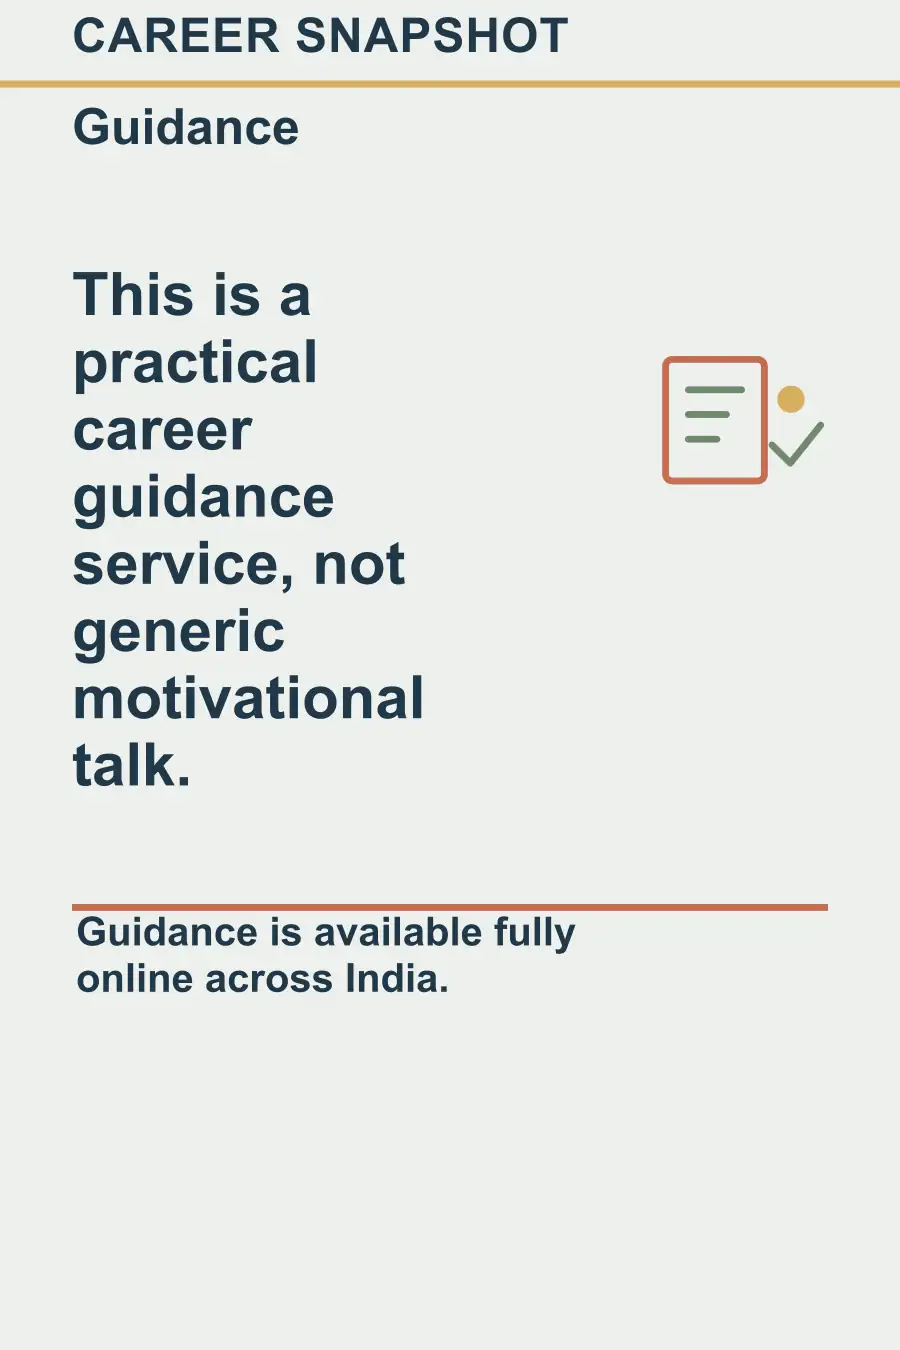 CAREER SNAPSHOT
Guidance
This is a
practical
career
guidance
service, not
generic
motivational
talk.
Guidance is available fully
online across India.